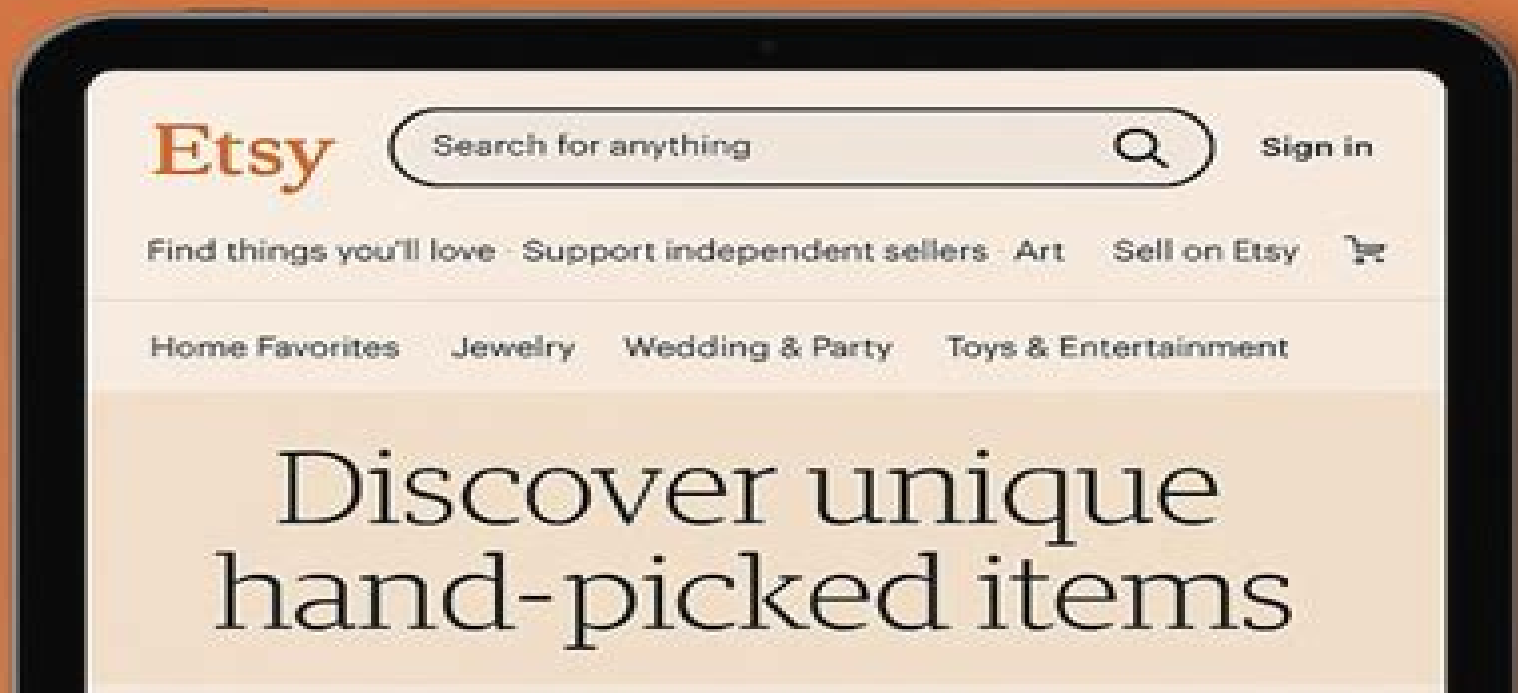 Etsy Search for anything Sign in
Find things you'll love · Support independent sellers · Art Sell on Etsy
Home Favorites Jewelry Wedding & Party Toys & Entertainment
Discover unique
hand-picked items